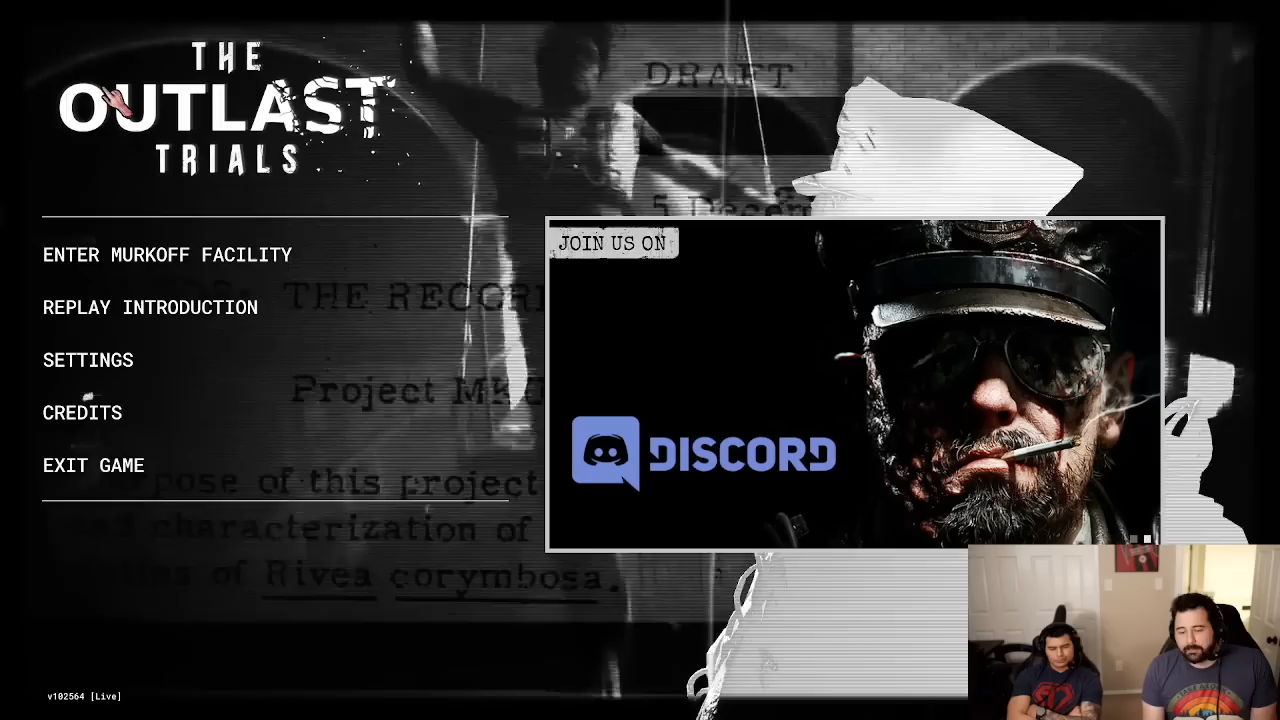 THE
OUTLAST
TRIALS
DRAFT
ENTER MURKOFF FACILITY
REPLAY INTRODUCTION
SETTINGS
CREDITS
EXIT GAME
JOIN US ON
DISCORD
THE RECOR
Project MK
pose of this project
characterization of
of Rivea corymbosa.
v102564 [Live]